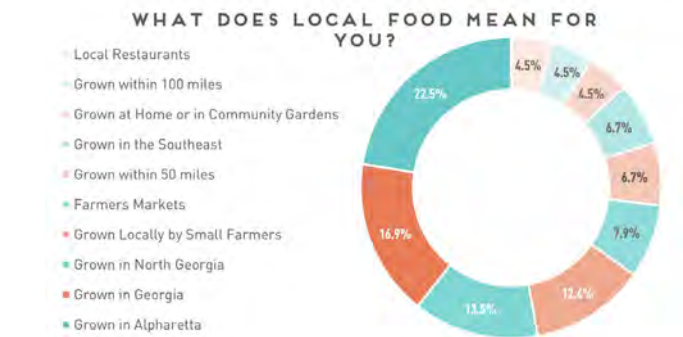 WHAT DOES LOCAL FOOD MEAN FOR
YOU?
Local Restaurants
Grown within 100 miles
Grown at Home or in Community Gardens
Grown in the Southeast
Grown within 50 miles
Farmers Markets
Grown Locally by Small Farmers
Grown in North Georgia
Grown in Georgia
Grown in Alpharetta
4.5%
4.5%
4.5%
6.7%
6.7%
7.9%
12.4%
13.5%
16.9%
22.5%